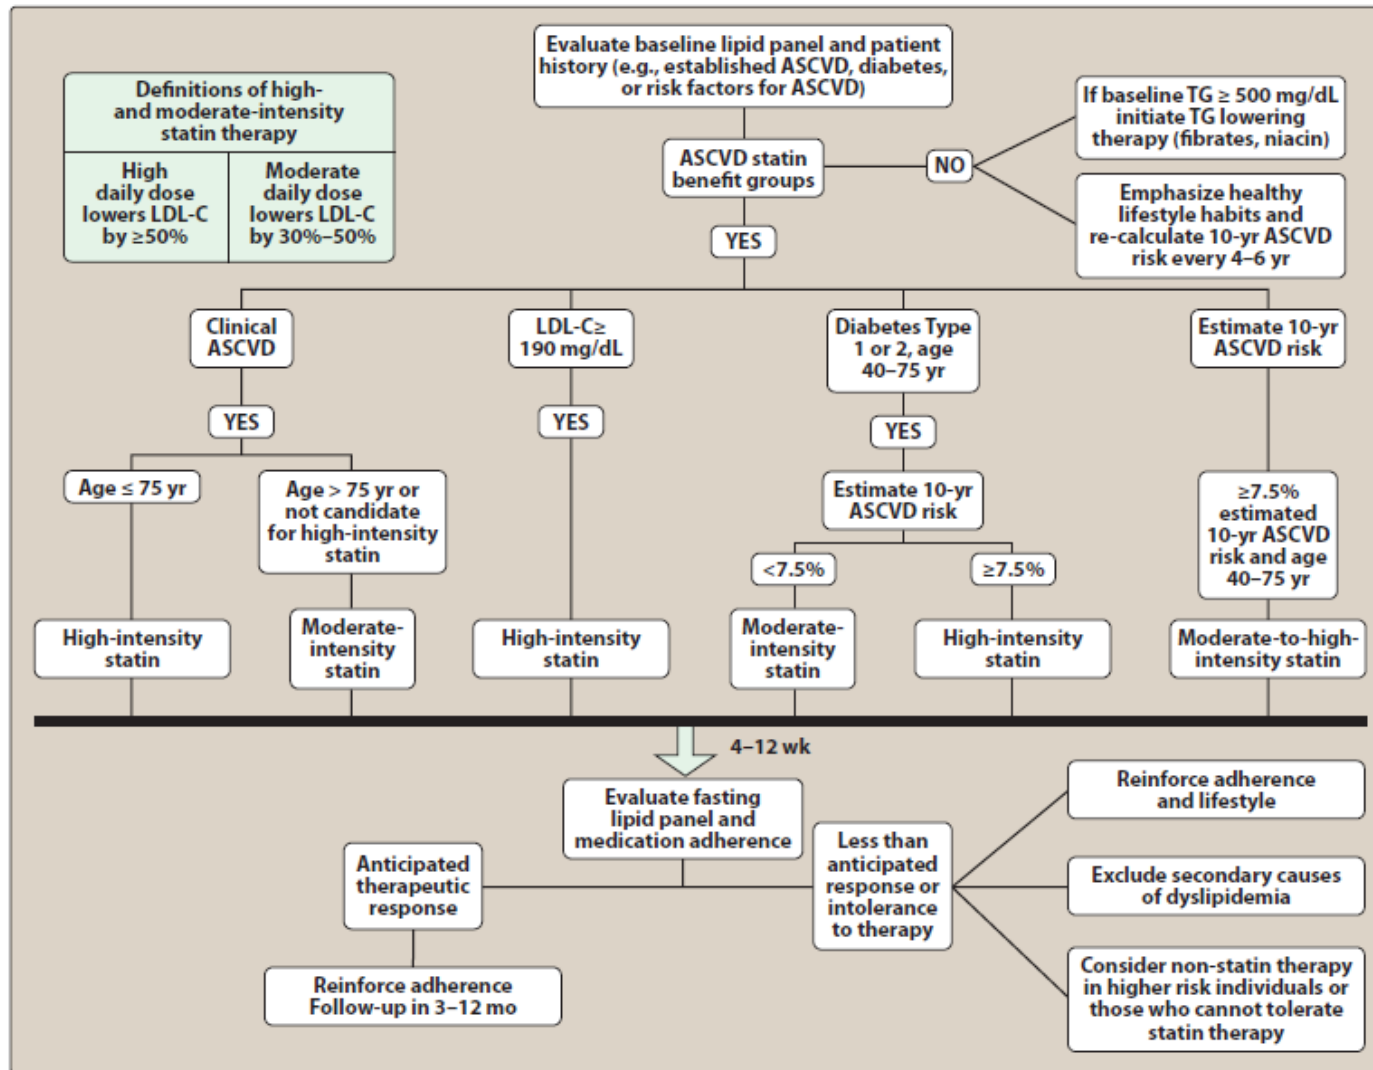 Evaluate baseline lipid panel and patient
history (e.g., established ASCVD, diabetes,
or risk factors for ASCVD)
Definitions of high-
and moderate-intensity
statin therapy
High
daily dose
lowers LDL-C
by ≥50%
Moderate
daily dose
lowers LDL-C
by 30%–50%
ASCVD statin
benefit groups
NO
If baseline TG ≥ 500 mg/dL
initiate TG lowering
therapy (fibrates, niacin)
Emphasize healthy
lifestyle habits and
re-calculate 10-yr ASCVD
risk every 4–6 yr
YES
Clinical
ASCVD
LDL-C≥
190 mg/dL
Diabetes Type
1 or 2, age
40–75 yr
Estimate 10-yr
ASCVD risk
YES
YES
YES
Age ≤ 75 yr
Age > 75 yr or
not candidate
for high-intensity
statin
Estimate 10-yr
ASCVD risk
≥7.5%
estimated
10-yr ASCVD
risk and age
40–75 yr
<7.5%
≥7.5%
High-intensity
statin
Moderate-
intensity
statin
High-intensity
statin
Moderate-
intensity
statin
High-intensity
statin
Moderate-to-high-
intensity statin
4–12 wk
Evaluate fasting
lipid panel and
medication adherence
Anticipated
therapeutic
response
Less than
anticipated
response or
intolerance
to therapy
Reinforce adherence
and lifestyle
Exclude secondary causes
of dyslipidemia
Consider non-statin therapy
in higher risk individuals or
those who cannot tolerate
statin therapy
Reinforce adherence
Follow-up in 3–12 mo